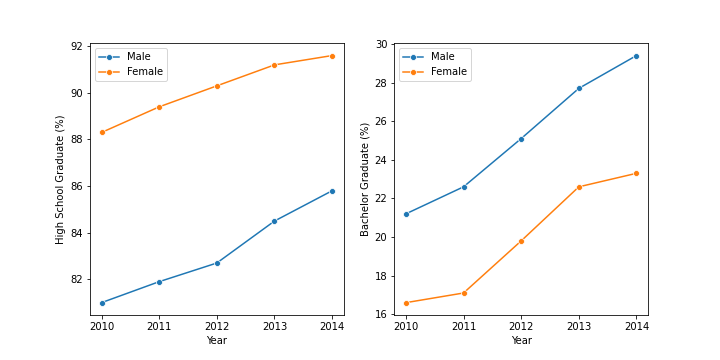 Male
Female
92
90
88
86
84
82
High School Graduate (%)
2010 2011 2012 2013 2014
Year
Male
Female
30
28
26
24
22
20
18
16
Bachelor Graduate (%)
2010 2011 2012 2013 2014
Year